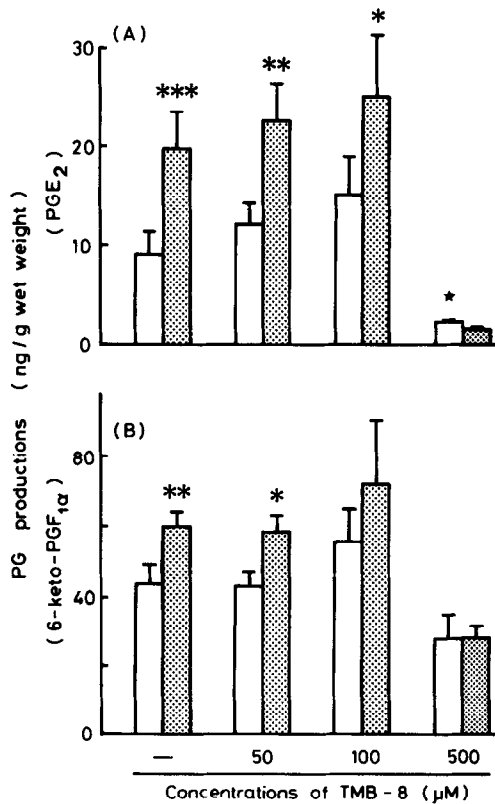 (A)
30
20
10
0
*** ** * ★
PG productions (ng/g wet weight)
(PGE2)
(B)
80
40
0
** *
(6-keto-PGF1α)
— 50 100 500
Concentrations of TMB-8 (μM)